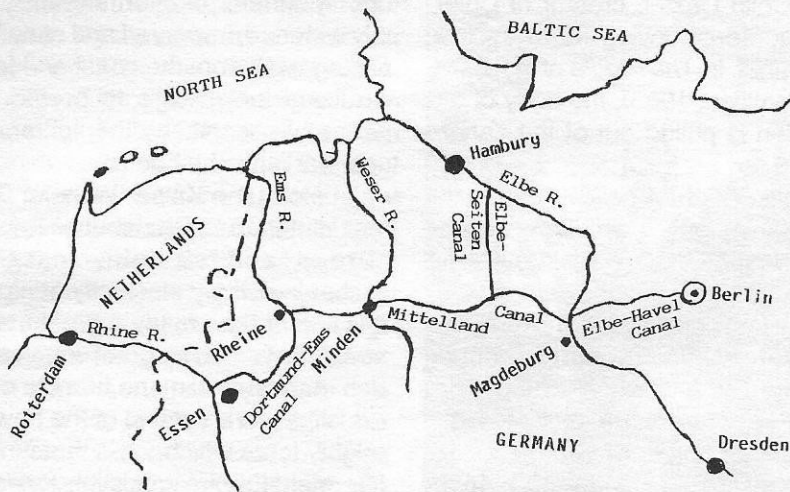 BALTIC SEA
NORTH SEA
Hamburg
Elbe R.
Weser R.
Ems R.
Elbe-
Seiten
Canal
NETHERLANDS
Berlin
Mittelland
Canal
Elbe-Havel
Canal
Rhine R.
Rheine
Minden
Magdeburg
Rotterdam
Essen
Dortmund-Ems
Canal
GERMANY
Dresden